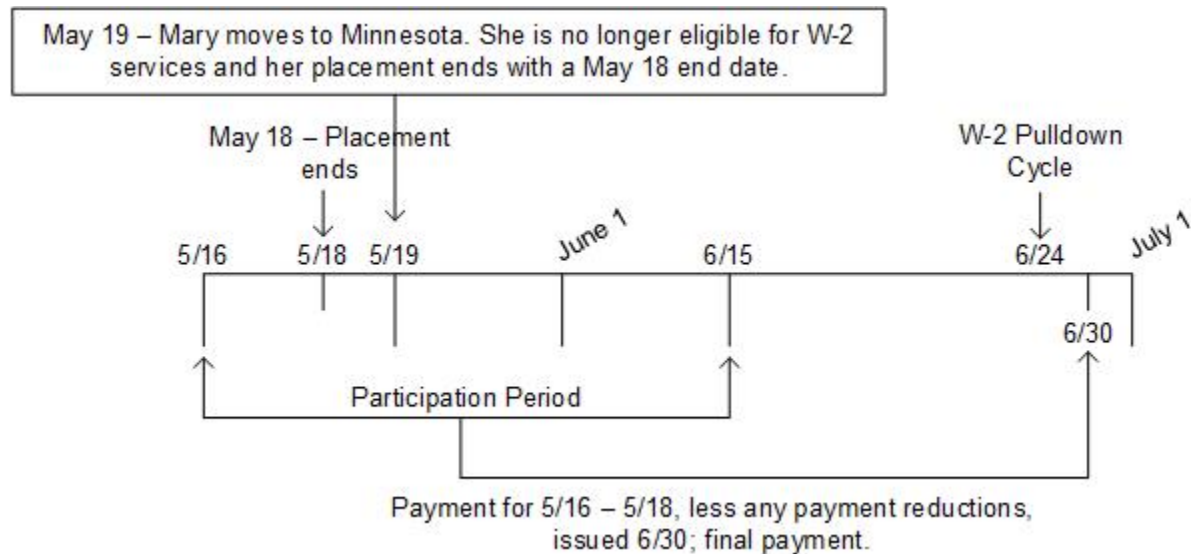 May 19 – Mary moves to Minnesota. She is no longer eligible for W-2
services and her placement ends with a May 18 end date.
May 18 – Placement
ends
W-2 Pulldown
Cycle
5/16
5/18
5/19
June 1
6/15
6/24
July 1
6/30
Participation Period
Payment for 5/16 – 5/18, less any payment reductions,
issued 6/30; final payment.